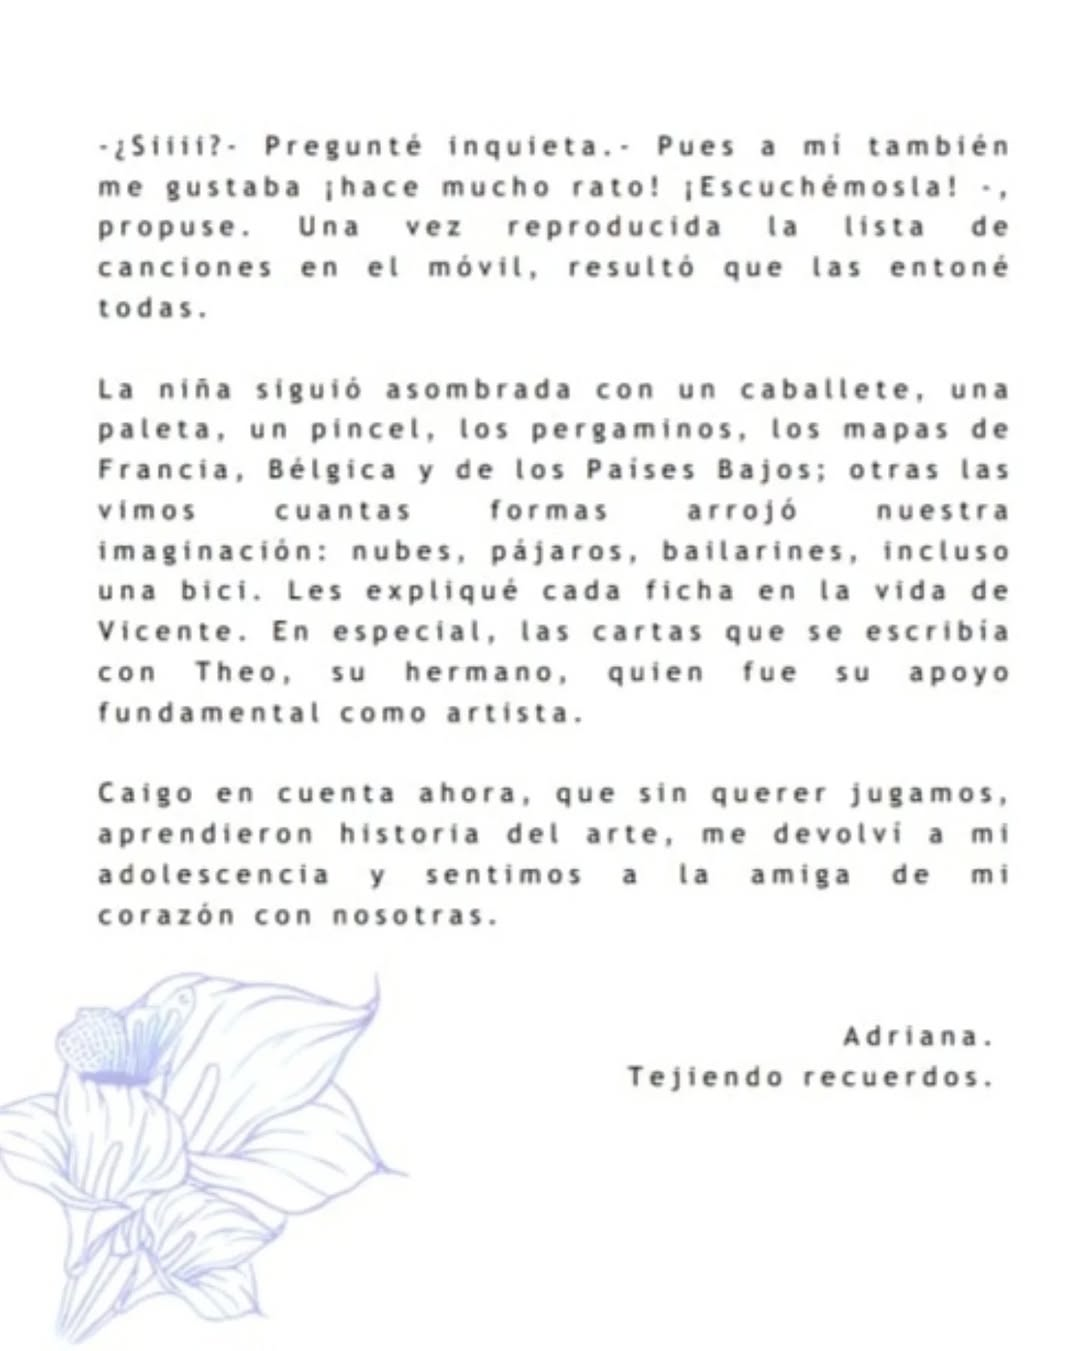 -¿Siiii?- Pregunté inquieta.- Pues a mí también
me gustaba ¡hace mucho rato! ¡Escuchémosla! -,
propuse. Una vez reproducida la lista de
canciones en el móvil, resultó que las entoné
todas.
La niña siguió asombrada con un caballete, una
paleta, un pincel, los pergaminos, los mapas de
Francia, Bélgica y de los Países Bajos; otras las
vimos cuantas formas arrojó nuestra
imaginación: nubes, pájaros, bailarines, incluso
una bici. Les expliqué cada ficha en la vida de
Vicente. En especial, las cartas que se escribía
con Theo, su hermano, quien fue su apoyo
fundamental como artista.
Caigo en cuenta ahora, que sin querer jugamos,
aprendieron historia del arte, me devolví a mi
adolescencia y sentimos a la amiga de mi
corazón con nosotras.
Adriana.
Tejiendo recuerdos.